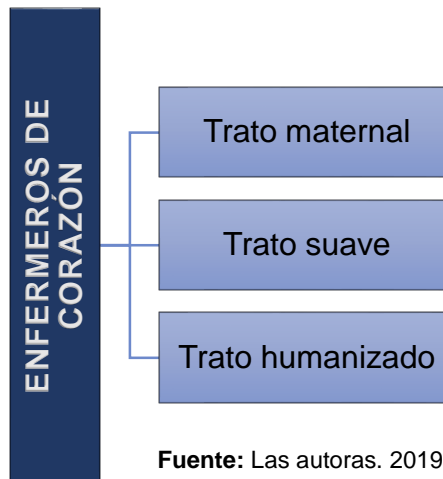 ENFERMEROS DE
CORAZÓN
Trato maternal
Trato suave
Trato humanizado
Fuente: Las autoras. 2019